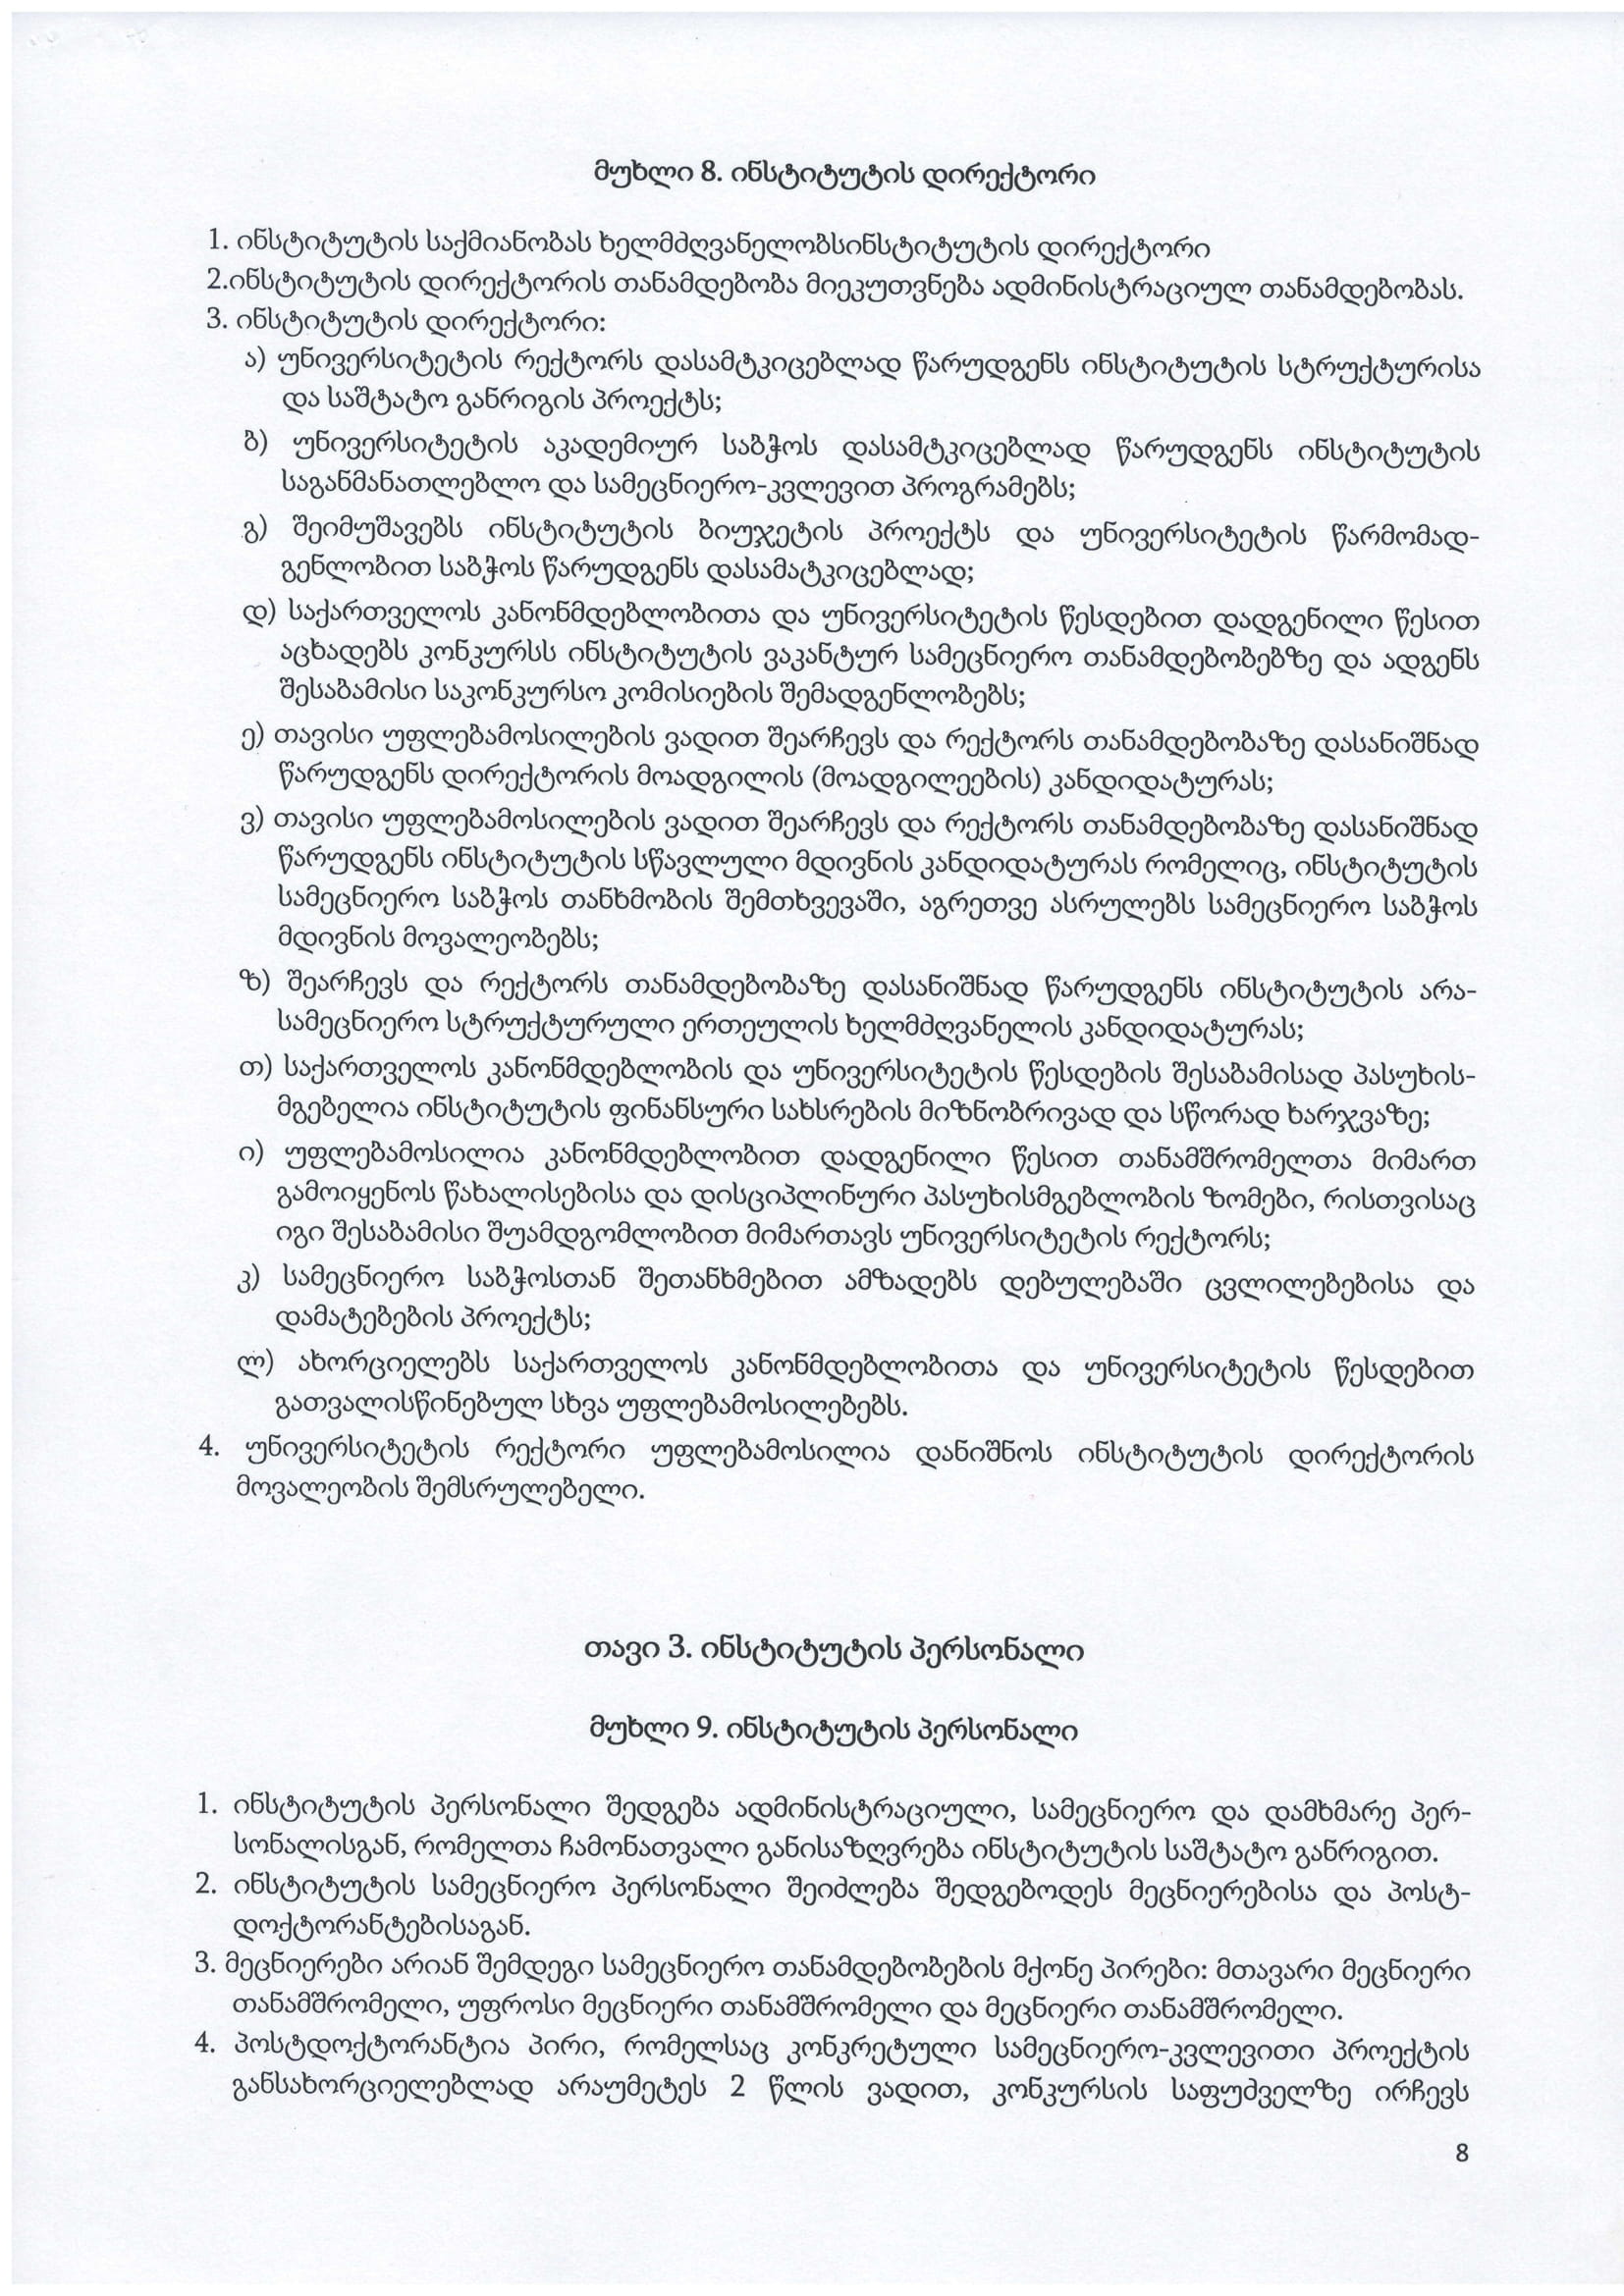 მუხლი 8. ინსტიტუტის დირექტორი
1. ინსტიტუტის საქმიანობას ხელმძღვანელობსინსტიტუტის დირექტორი
2.ინსტიტუტის დირექტორის თანამდებობა მიეკუთვნება ადმინისტრაციულ თანამდებობას.
3. ინსტიტუტის დირექტორი:
ა) უნივერსიტეტის რექტორს დასამტკიცებლად წარუდგენს ინსტიტუტის სტრუქტურისა
და საშტატო განრიგის პროექტს;
ბ) უნივერსიტეტის აკადემიურ საბჭოს დასამტკიცებლად წარუდგენს ინსტიტუტის
საგანმანათლებლო და სამეცნიერო-კვლევით პროგრამებს;
გ) შეიმუშავებს ინსტიტუტის ბიუჯეტის პროექტს და უნივერსიტეტის წარმომად-
გენლობით საბჭოს წარუდგენს დასამატკიცებლად;
დ) საქართველოს კანონმდებლობითა და უნივერსიტეტის წესდებით დადგენილი წესით
აცხადებს კონკურსს ინსტიტუტის ვაკანტურ სამეცნიერო თანამდებობებზე და ადგენს
შესაბამისი საკონკურსო კომისიების შემადგენლობებს;
ე) თავისი უფლებამოსილების ვადით შეარჩევს და რექტორს თანამდებობაზე დასანიშნად
წარუდგენს დირექტორის მოადგილის (მოადგილეების) კანდიდატურას;
ვ) თავისი უფლებამოსილების ვადით შეარჩევს და რექტორს თანამდებობაზე დასანიშნად
წარუდგენს ინსტიტუტის სწავლული მდივნის კანდიდატურას რომელიც, ინსტიტუტის
სამეცნიერო საბჭოს თანხმობის შემთხვევაში, აგრეთვე ასრულებს სამეცნიერო საბჭოს
მდივნის მოვალეობებს;
ზ) შეარჩევს და რექტორს თანამდებობაზე დასანიშნად წარუდგენს ინსტიტუტის არა-
სამეცნიერო სტრუქტურული ერთეულის ხელმძღვანელის კანდიდატურას;
თ) საქართველოს კანონმდებლობის და უნივერსიტეტის წესდების შესაბამისად პასუხის-
მგებელია ინსტიტუტის ფინანსური სახსრების მიზნობრივად და სწორად ხარჯვაზე;
ი) უფლებამოსილია კანონმდებლობით დადგენილი წესით თანამშრომელთა მიმართ
გამოიყენოს წახალისებისა და დისციპლინური პასუხისმგებლობის ზომები, რისთვისაც
იგი შესაბამისი შუამდგომლობით მიმართავს უნივერსიტეტის რექტორს;
კ) სამეცნიერო საბჭოსთან შეთანხმებით ამზადებს დებულებაში ცვლილებებისა და
დამატებების პროექტს;
ლ) ახორციელებს საქართველოს კანონმდებლობითა და უნივერსიტეტის წესდებით
გათვალისწინებულ სხვა უფლებამოსილებებს.
4. უნივერსიტეტის რექტორი უფლებამოსილია დანიშნოს ინსტიტუტის დირექტორის
მოვალეობის შემსრულებელი.
თავი 3. ინსტიტუტის პერსონალი
მუხლი 9. ინსტიტუტის პერსონალი
1. ინსტიტუტის პერსონალი შედგება ადმინისტრაციული, სამეცნიერო და დამხმარე პერ-
სონალისგან, რომელთა ჩამონათვალი განისაზღვრება ინსტიტუტის საშტატო განრიგით.
2. ინსტიტუტის სამეცნიერო პერსონალი შეიძლება შედგებოდეს მეცნიერებისა და პოსტ-
დოქტორანტებისაგან.
3. მეცნიერები არიან შემდეგი სამეცნიერო თანამდებობების მქონე პირები: მთავარი მეცნიერი
თანამშრომელი, უფროსი მეცნიერი თანამშრომელი და მეცნიერი თანამშრომელი.
4. პოსტდოქტორანტია პირი, რომელსაც კონკრეტული სამეცნიერო-კვლევითი პროექტის
განსახორციელებლად არაუმეტეს 2 წლის ვადით, კონკურსის საფუძველზე ირჩევს
8